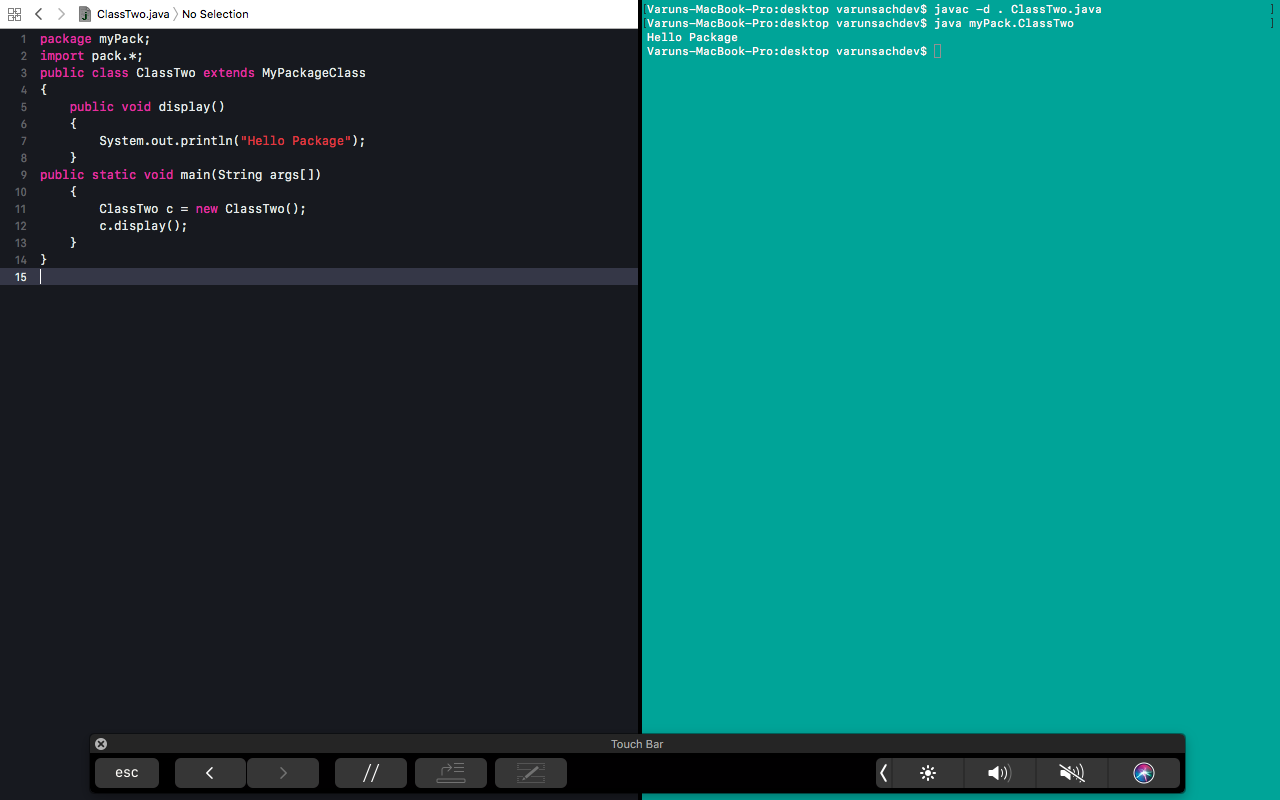 ClassTwo.java No Selection
1 package myPack;
2 import pack.*;
3 public class ClassTwo extends MyPackageClass
4 {
5 public void display()
6 {
7 System.out.println("Hello Package");
8 }
9 public static void main(String args[])
10 {
11 ClassTwo c = new ClassTwo();
12 c.display();
13 }
14 }
15
[Varuns-MacBook-Pro:desktop varunsachdev$ javac -d . ClassTwo.java ]
[Varuns-MacBook-Pro:desktop varunsachdev$ java myPack.ClassTwo ]
Hello Package
Varuns-MacBook-Pro:desktop varunsachdev$
Touch Bar
esc < > //